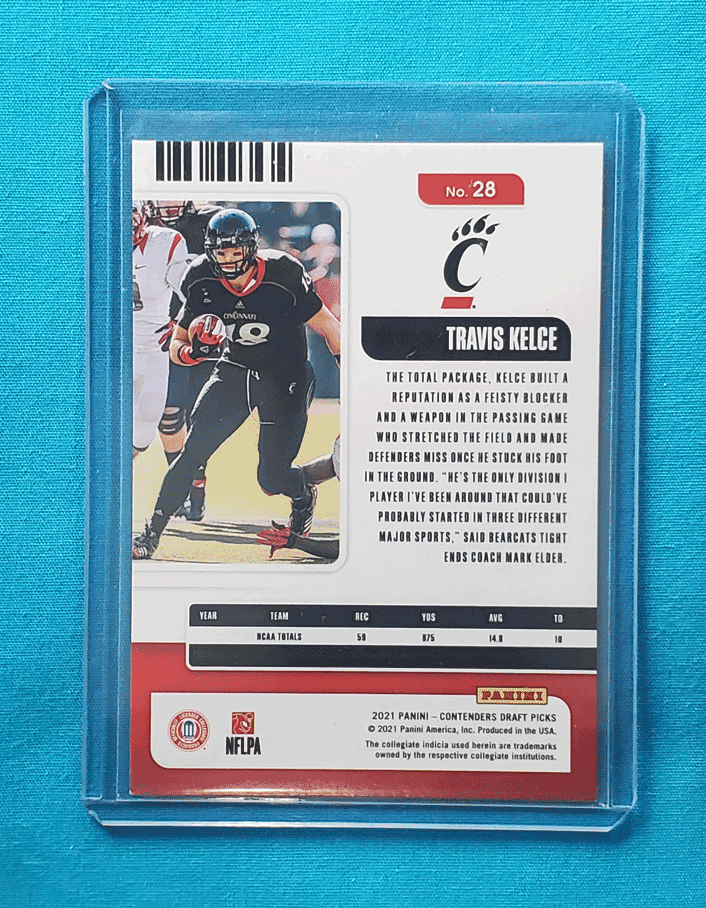 No. 28
C
TRAVIS KELCE
CINCINNATI
18
THE TOTAL PACKAGE, KELCE BUILT A
REPUTATION AS A FEISTY BLOCKER
AND A WEAPON IN THE PASSING GAME
WHO STRETCHED THE FIELD AND MADE
DEFENDERS MISS ONCE HE STUCK HIS FOOT
IN THE GROUND. "HE'S THE ONLY DIVISION I
PLAYER I'VE BEEN AROUND THAT COULD'VE
PROBABLY STARTED IN THREE DIFFERENT
MAJOR SPORTS," SAID BEARCATS TIGHT
ENDS COACH MARK ELDER.
YEAR TEAM REC YDS AVG TD
NCAA TOTALS 59 875 14.8 10
PANINI
NFLPA
2021 PANINI – CONTENDERS DRAFT PICKS
© 2021 Panini America, Inc. Produced in the USA.
The collegiate indicia used herein are trademarks
owned by the respective collegiate institutions.